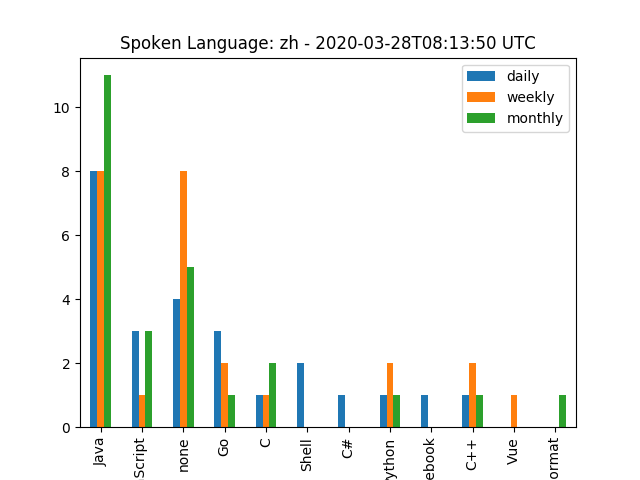 Spoken Language: zh - 2020-03-28T08:13:50 UTC
daily
weekly
monthly
10
8
6
4
2
0
Java
Script
none
Go
C
Shell
C#
ython
ebook
C++
Vue
ormat